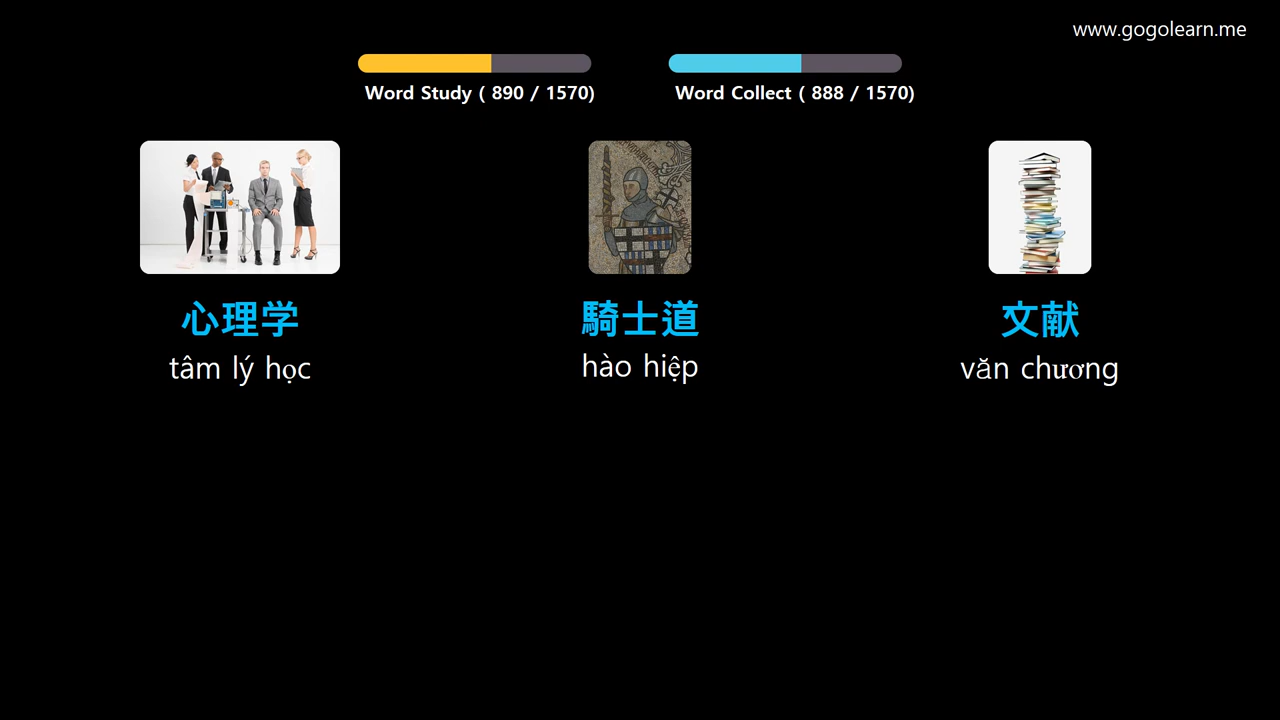 www.gogolearn.me
Word Study ( 890 / 1570)
Word Collect ( 888 / 1570)
心理学
騎士道
文献
tâm lý học
hào hiệp
văn chương